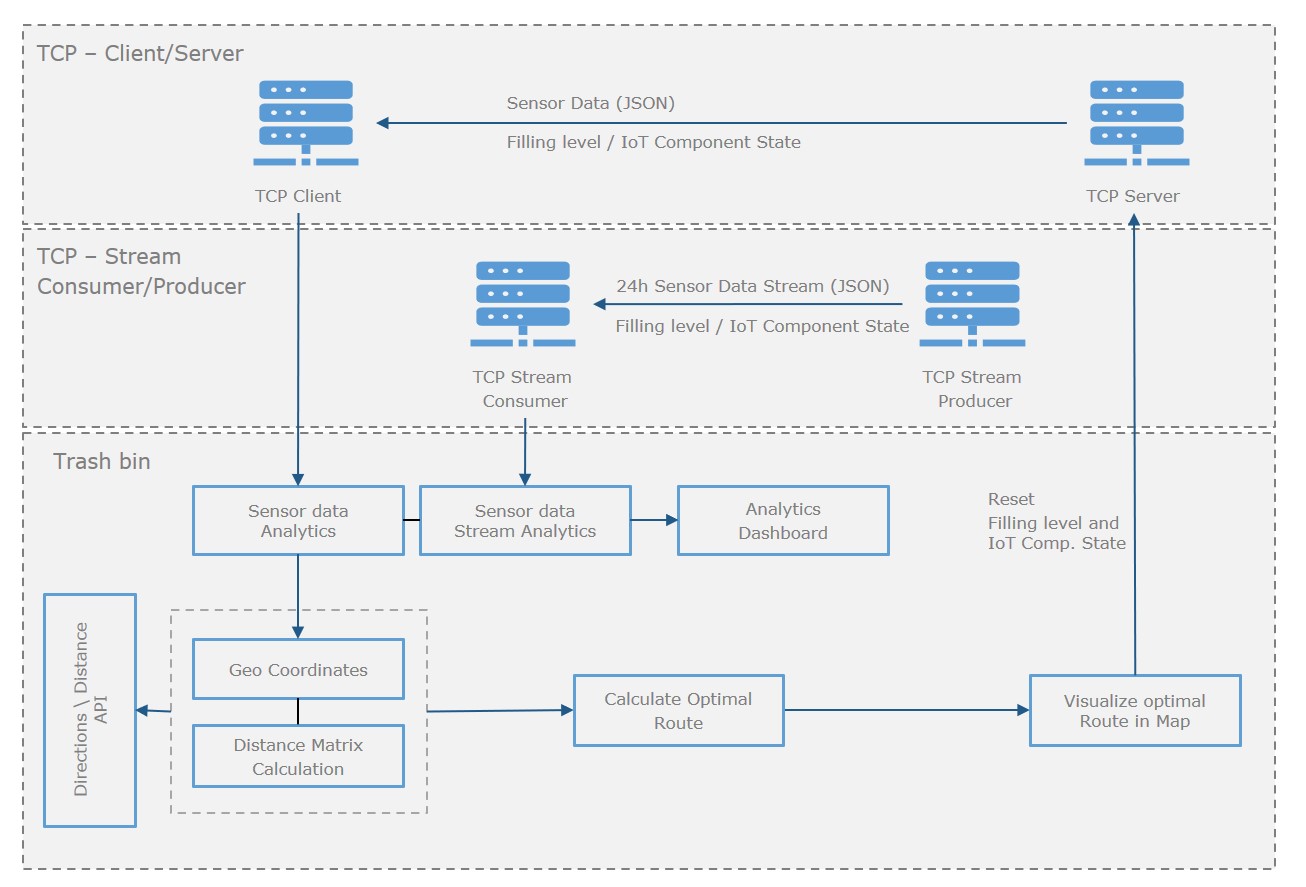 TCP – Client/Server
Sensor Data (JSON)
Filling level / IoT Component State
TCP Client
TCP Server
TCP – Stream
Consumer/Producer
24h Sensor Data Stream (JSON)
Filling level / IoT Component State
TCP Stream
Consumer
TCP Stream
Producer
Trash bin
Sensor data
Analytics
Sensor data
Stream Analytics
Analytics
Dashboard
Reset
Filling level and
IoT Comp. State
Directions \ Distance
API
Geo Coordinates
Distance Matrix
Calculation
Calculate Optimal
Route
Visualize optimal
Route in Map